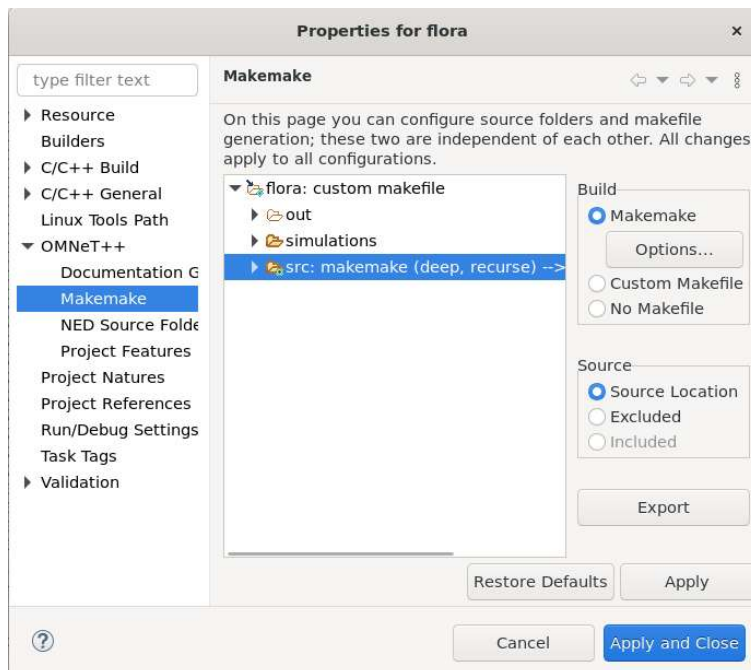 Properties for flora
type filter text
Resource
Builders
C/C++ Build
C/C++ General
Linux Tools Path
OMNeT++
Documentation G
Makemake
NED Source Folde
Project Features
Project Natures
Project References
Run/Debug Settings
Task Tags
Validation
Makemake
On this page you can configure source folders and makefile
generation; these two are independent of each other. All changes
apply to all configurations.
flora: custom makefile
out
simulations
src: makemake (deep, recurse) -->
Build
Makemake
Options...
Custom Makefile
No Makefile
Source
Source Location
Excluded
Included
Export
Restore Defaults
Apply
Cancel
Apply and Close